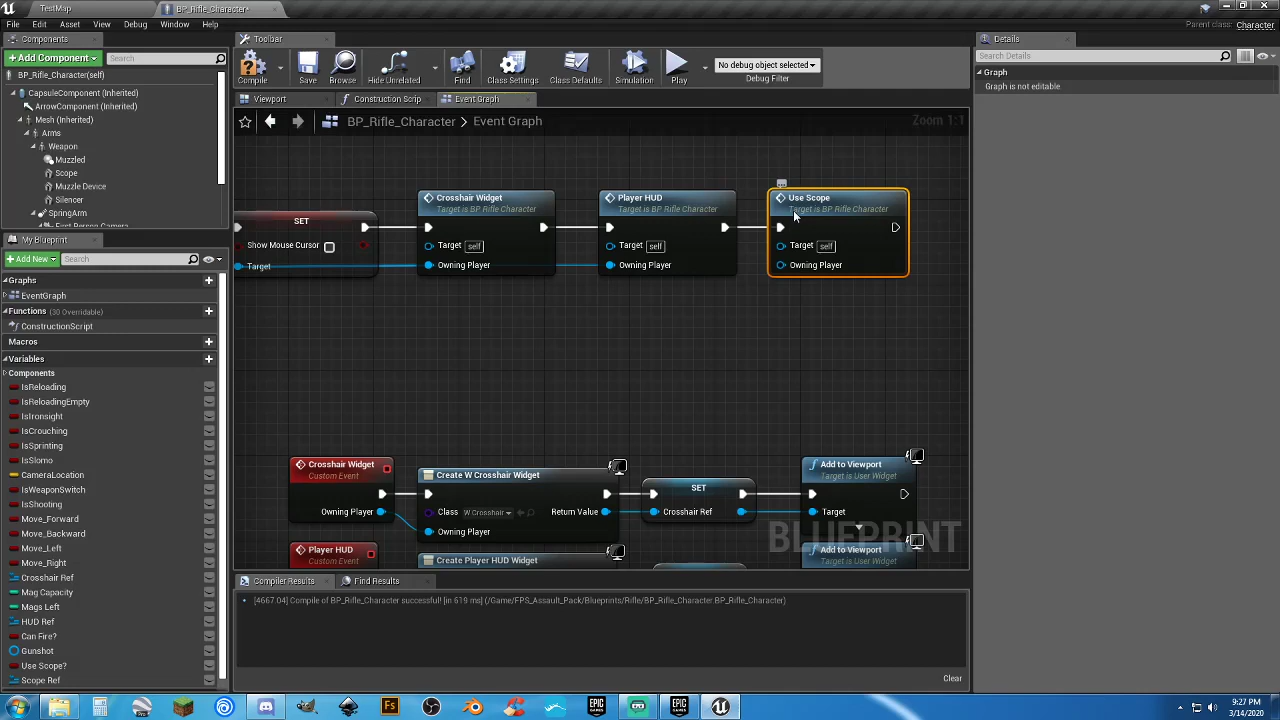 TestMap
BP_Rifle_Character*
File Edit Asset View Debug Window Help
Parent class: Character
Components
Toolbar
Details
+Add Component
Search
Search Details
BP_Rifle_Character(self)
CapsuleComponent (Inherited)
ArrowComponent (Inherited)
Mesh (Inherited)
Arms
Weapon
Muzzled
Scope
Muzzle Device
Silencer
SpringArm
First Person Camera
Compile
Save
Browse
Hide Unrelated
Find
Class Settings
Class Defaults
Simulation
Play
No debug object selected
Debug Filter
Graph
Graph is not editable
Viewport
Construction Scrip
Event Graph
BP_Rifle_Character > Event Graph
Zoom 1:1
SET
Show Mouse Cursor
Target
Crosshair Widget
Target is BP Rifle Character
Target self
Owning Player
Player HUD
Target is BP Rifle Character
Target self
Owning Player
Use Scope
Target is BP Rifle Character
Target self
Owning Player
Crosshair Widget
Custom Event
Owning Player
Create W Crosshair Widget
Class W Crosshair
Return Value
Owning Player
SET
Crosshair Ref
Add to Viewport
Target is User Widget
Target
BLUEPRINT
Player HUD
Custom Event
Create Player HUD Widget
Add to Viewport
Target is User Widget
My Blueprint
+Add New
Search
Graphs
EventGraph
Functions (30 Overridable)
ConstructionScript
Macros
Variables
Components
IsReloading
IsReloadingEmpty
IsIronsight
IsCrouching
IsSprinting
IsSlomo
CameraLocation
IsWeaponSwitch
IsShooting
Move_Forward
Move_Backward
Move_Left
Move_Right
Crosshair Ref
Mag Capacity
Mags Left
HUD Ref
Can Fire?
Gunshot
Use Scope?
Scope Ref
Compiler Results
Find Results
[4667.04] Compile of BP_Rifle_Character successful! [in 619 ms] (/Game/FPS_Assault_Pack/Blueprints/Rifle/BP_Rifle_Character.BP_Rifle_Character)
Clear
Fs
EPIC GAMES
EPIC GAMES
9:27 PM
3/14/2020